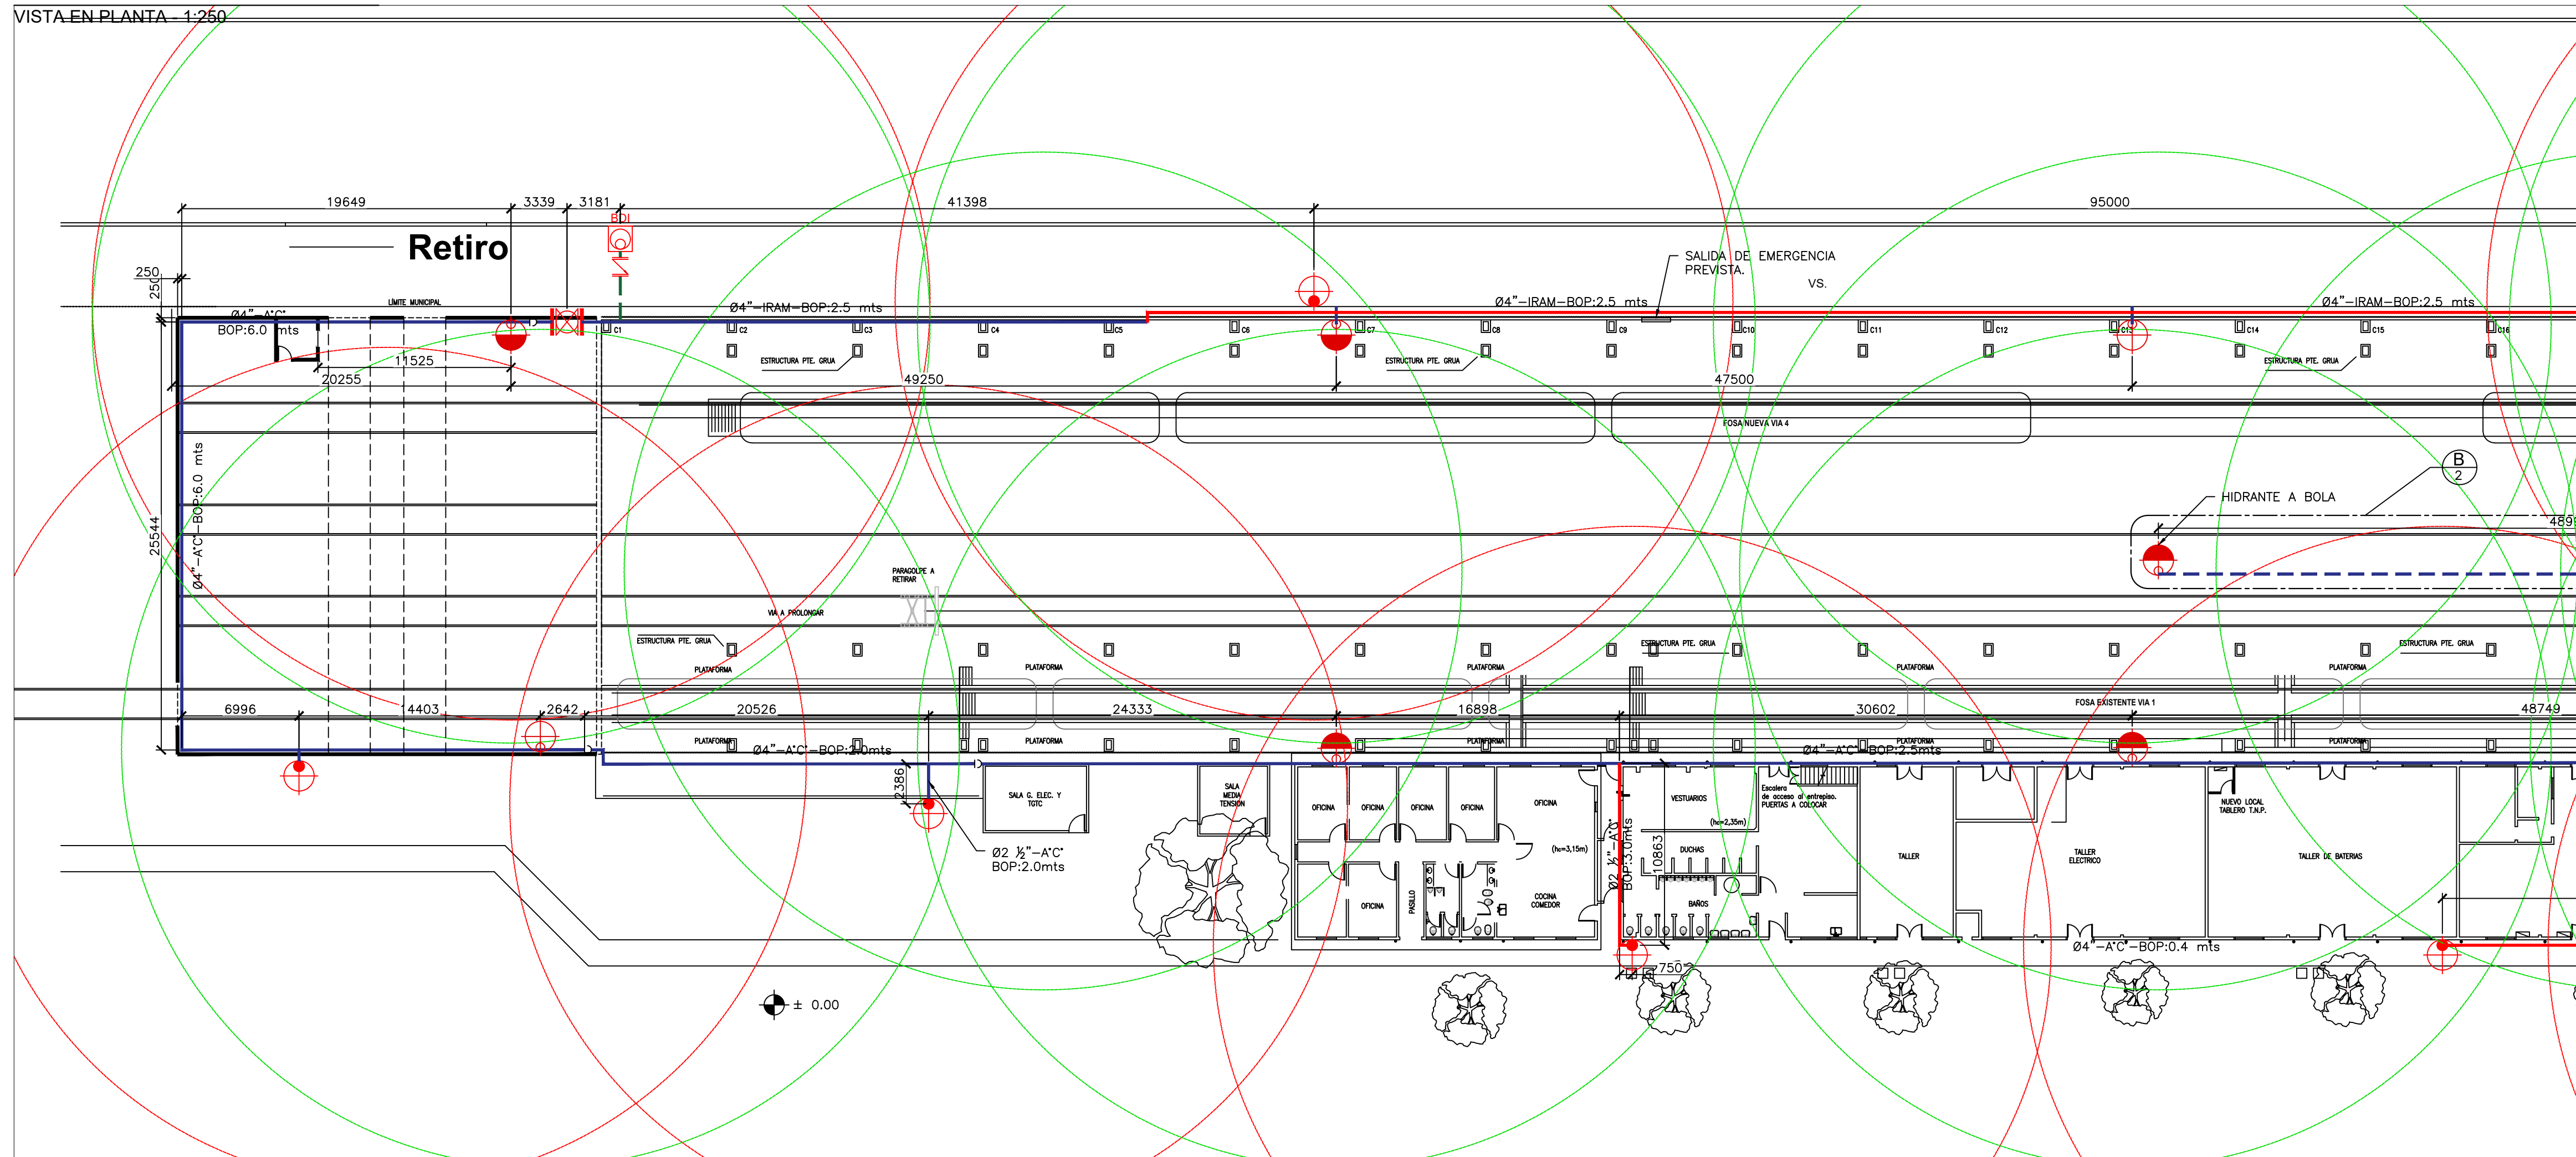 VISTA EN PLANTA - 1:250
19649
3339
3181
41398
95000
BDI
Retiro
SALIDA DE EMERGENCIA
PREVISTA.
VS.
250
250
LÍMITE MUNICIPAL
Ø4"-A°C°
BOP:6.0 mts
Ø4"-IRAM-BOP:2.5 mts
Ø4"-IRAM-BOP:2.5 mts
Ø4"-IRAM-BOP:2.5 mts
C1
C2
C3
C4
C5
C6
C7
C8
C9
C10
C11
C12
C13
C14
C15
C16
ESTRUCTURA PTE. GRUA
ESTRUCTURA PTE. GRUA
ESTRUCTURA PTE. GRUA
11525
20255
49250
47500
FOSA NUEVA VIA 4
B
2
HIDRANTE A BOLA
25544
Ø4"-A°C°-BOP:6.0 mts
PARAGOLPE A
RETIRAR
VIA A PROLONGAR
ESTRUCTURA PTE. GRUA
ESTRUCTURA PTE. GRUA
ESTRUCTURA PTE. GRUA
PLATAFORMA
PLATAFORMA
PLATAFORMA
PLATAFORMA
PLATAFORMA
FOSA EXISTENTE VIA 1
6996
14403
2642
20526
24333
16898
30602
48749
PLATAFORMA
PLATAFORMA
PLATAFORMA
PLATAFORMA
PLATAFORMA
Ø4"-A°C°-BOP:2.0mts
Ø4"-A°C°-BOP:2.5mts
2386
SALA G. ELEC. Y
TGTC
SALA
MEDIA
TENSION
OFICINA
OFICINA
OFICINA
OFICINA
OFICINA
VESTUARIOS
Escalera
de acceso al entrepiso.
PUERTAS A COLOCAR
NUEVO LOCAL
TABLERO T.N.P.
(hc=2,35m)
Ø2 ½"-A°C°
BOP:2.0mts
(hc=3,15m)
Ø2 ½"-A°C°
BOP:3.0mts
10863
DUCHAS
TALLER
TALLER
ELECTRICO
TALLER DE BATERIAS
OFICINA
PASILLO
COCINA
COMEDOR
BAÑOS
Ø4"-A°C°-BOP:0.4 mts
750
± 0.00